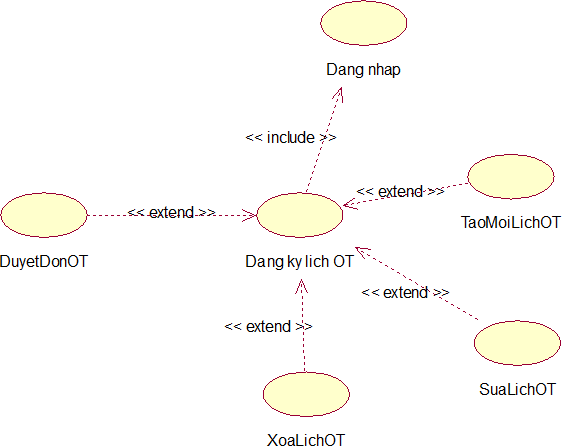 Dang nhap
<< include >>
<< extend >>
TaoMoiLichOT
<< extend >>
DuyetDonOT
Dang ky lich OT
<< extend >>
<< extend >>
SuaLichOT
XoaLichOT